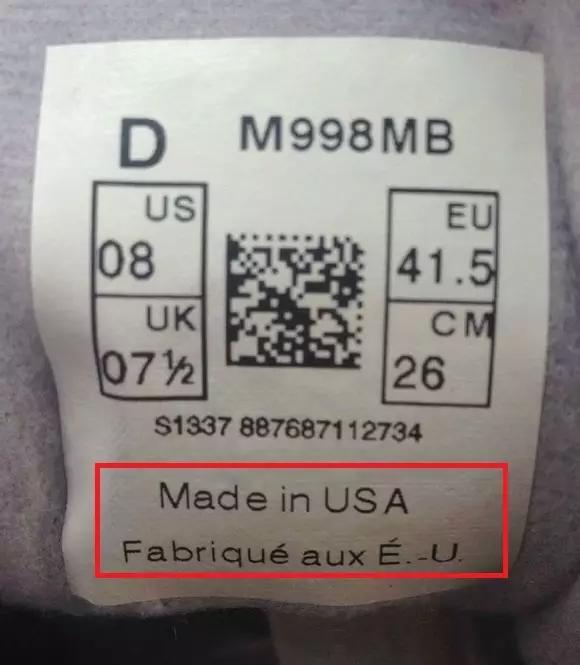 D M998MB
US EU
08 41.5
UK CM
07½ 26
S1337 887687112734
Made in USA
Fabriqué aux É.-U.